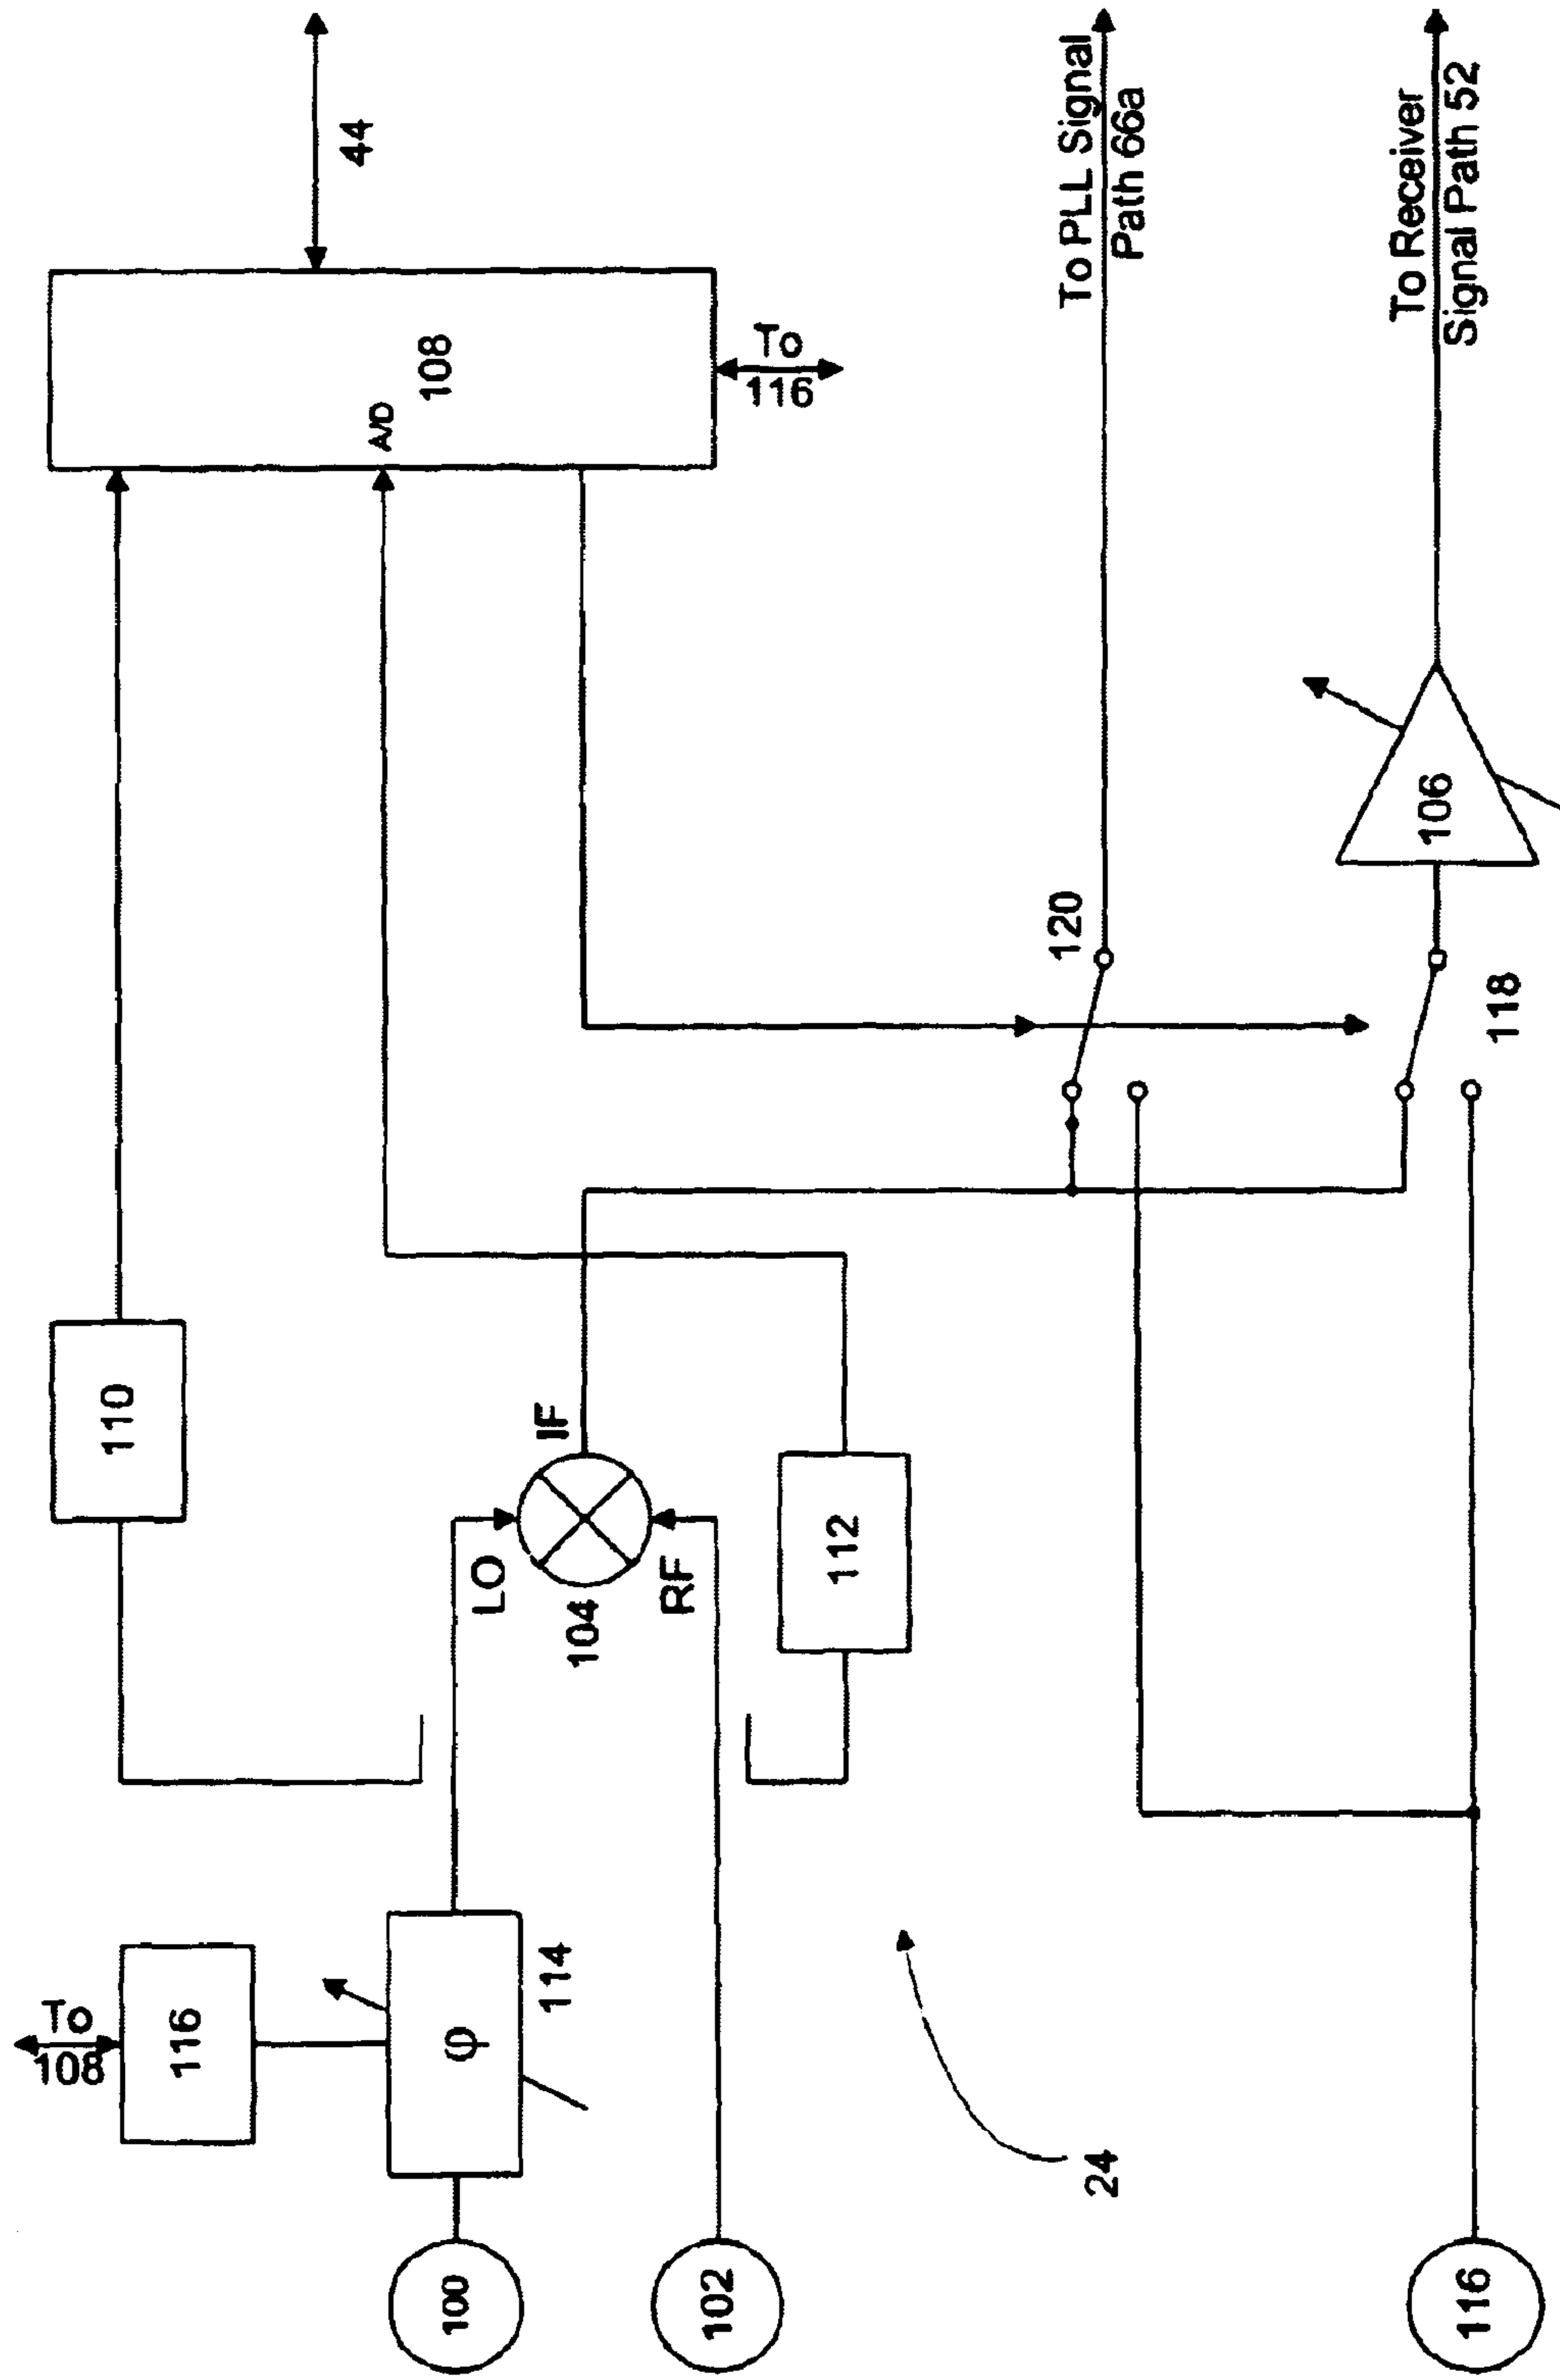 44
108
A/D
To
116
To PLL Signal
Path 66a
To Receiver
Signal Path 52
106
120
118
110
IF
LO
104
RF
112
To
108
116
φ
114
24
100
102
116